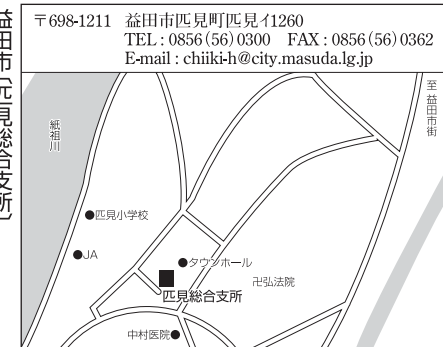 益田市〔匹見総合支所〕
〒698-1211 益田市匹見町匹見イ1260
TEL : 0856(56)0300 FAX : 0856(56)0362
E-mail : chiiki-h@city.masuda.lg.jp
至 益田市街
紙祖川
●匹見小学校
●JA
●タウンホール
卍弘法院
匹見総合支所
中村医院●